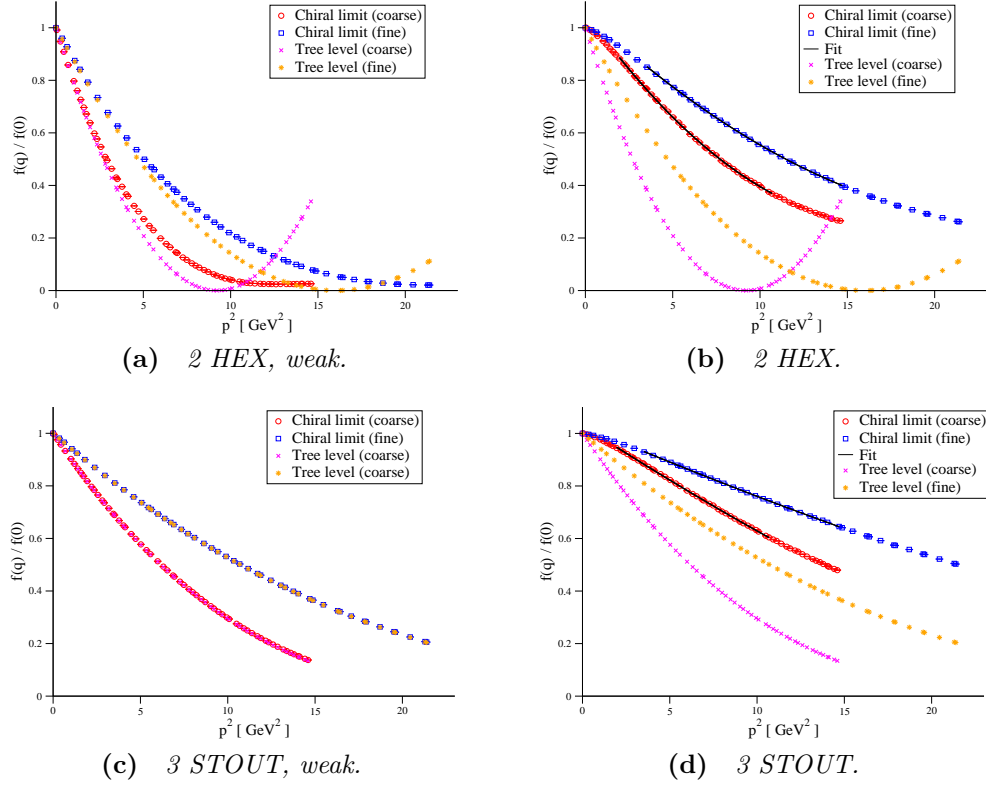 Chiral limit (coarse)
Chiral limit (fine)
Tree level (coarse)
Tree level (fine)
f(q) / f(0)
1
0.8
0.6
0.4
0.2
0
0 5 10 15 20
p² [ GeV² ]
(a) 2 HEX, weak.
Chiral limit (coarse)
Chiral limit (fine)
Fit
Tree level (coarse)
Tree level (fine)
f(q) / f(0)
1
0.8
0.6
0.4
0.2
0
0 5 10 15 20
p² [ GeV² ]
(b) 2 HEX.
Chiral limit (coarse)
Chiral limit (fine)
Tree level (coarse)
Tree level (coarse)
f(q) / f(0)
1
0.8
0.6
0.4
0.2
0
0 5 10 15 20
p² [ GeV² ]
(c) 3 STOUT, weak.
Chiral limit (coarse)
Chiral limit (fine)
Fit
Tree level (coarse)
Tree level (fine)
f(q) / f(0)
1
0.8
0.6
0.4
0.2
0
0 5 10 15 20
p² [ GeV² ]
(d) 3 STOUT.